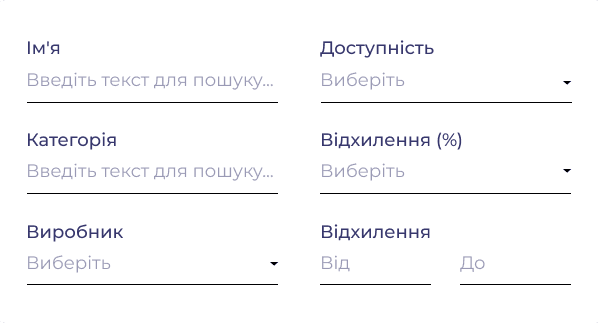 Ім'я
Введіть текст для пошуку...
Доступність
Виберіть
Категорія
Введіть текст для пошуку...
Відхилення (%)
Виберіть
Виробник
Виберіть
Відхилення
Від
До